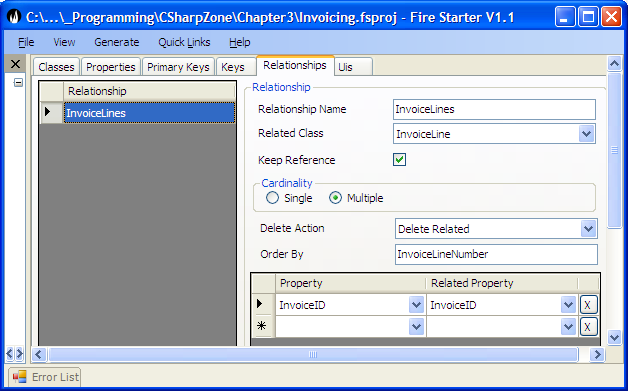 C:\...\_Programming\CSharpZone\Chapter3\Invoicing.fsproj - Fire Starter V1.1
File View Generate Quick Links Help
Classes Properties Primary Keys Keys Relationships Uis
Relationship
InvoiceLines
Relationship
Relationship Name InvoiceLines
Related Class InvoiceLine
Keep Reference
Cardinality
Single Multiple
Delete Action Delete Related
Order By InvoiceLineNumber
Property Related Property
InvoiceID InvoiceID X
X
Error List